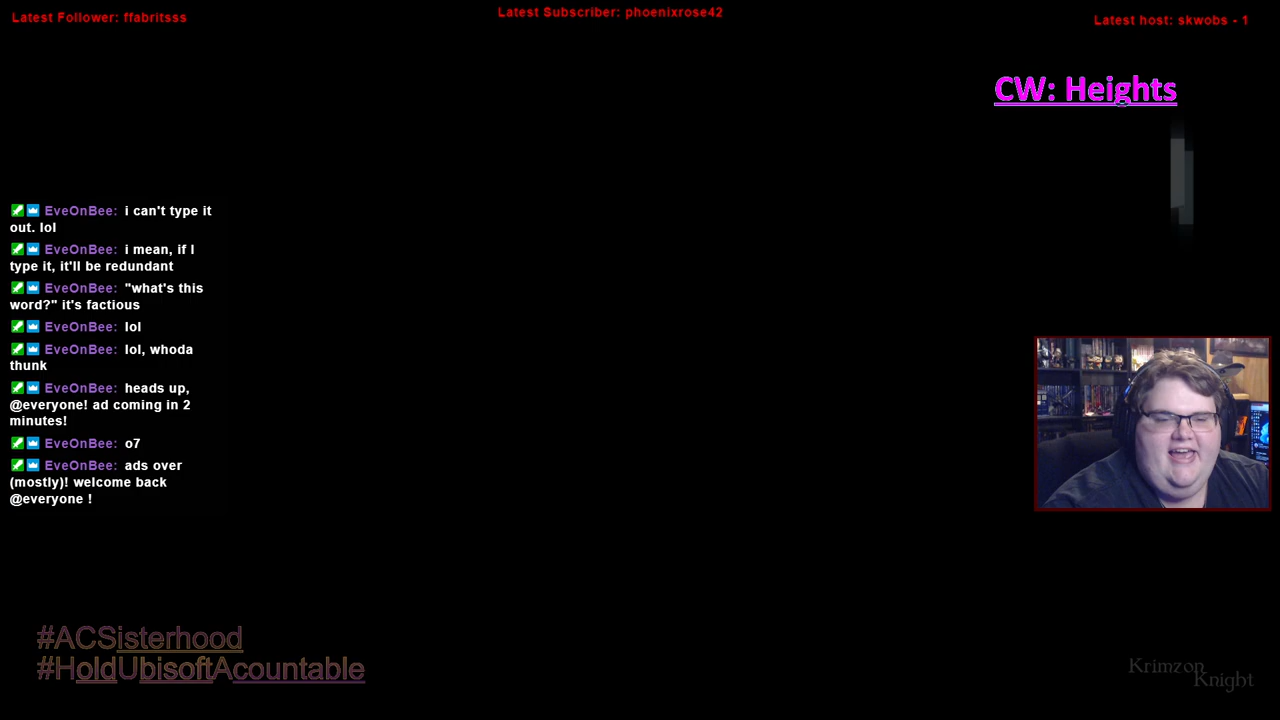 Latest Follower: ffabritsss
Latest Subscriber: phoenixrose42
Latest host: skwobs - 1
CW: Heights
EveOnBee: i can't type it
out. lol
EveOnBee: i mean, if I
type it, it'll be redundant
EveOnBee: "what's this
word?" it's factious
EveOnBee: lol
EveOnBee: lol, whoda
thunk
EveOnBee: heads up,
@everyone! ad coming in 2
minutes!
EveOnBee: o7
EveOnBee: ads over
(mostly)! welcome back
@everyone !
#ACSisterhood
#HoldUbisoftAcountable
Krimzon
Knight